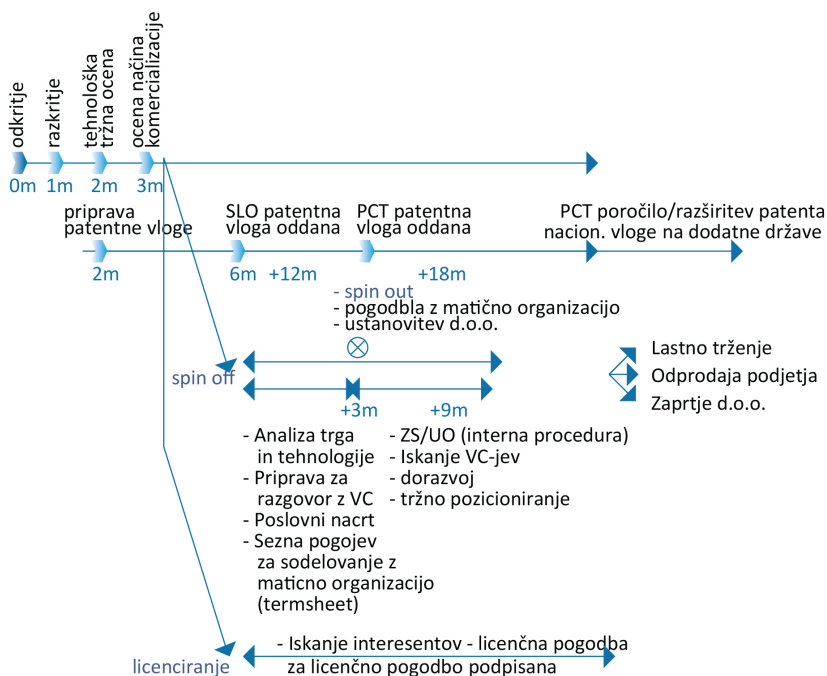 odkritje
razkritje
tehnološka
tržna ocena
ocena načina
komercializacije
0m
1m
2m
3m
priprava
patentne vloge
SLO patentna
vloga oddana
PCT patentna
vloga oddana
PCT poročilo/razširitev patenta
nacion. vloge na dodatne države
2m
6m
+12m
+18m
- spin out
- pogodbla z matično organizacijo
- ustanovitev d.o.o.
spin off
+3m
+9m
Lastno trženje
Odprodaja podjetja
Zaprtje d.o.o.
- Analiza trga
in tehnologije
- Priprava za
razgovor z VC
- Poslovni nacrt
- Sezna pogojev
za sodelovanje z
maticno organizacijo
(termsheet)
- ZS/UO (interna procedura)
- Iskanje VC-jev
- dorazvoj
- tržno pozicioniranje
licenciranje
- Iskanje interesentov - licenčna pogodba
za licenčno pogodbo podpisana